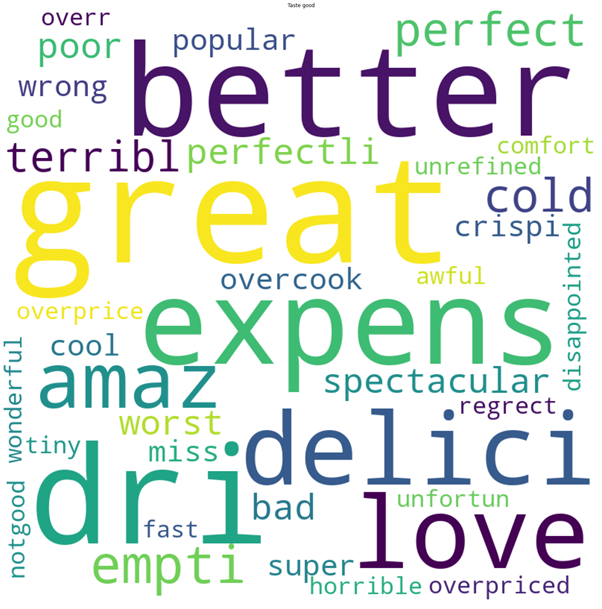 Taste good
overr
popular
perfect
poor
better
wrong
good
terribl
perfectli
comfort
unrefined
great
cold
crispi
overcook
awful
disappointed
overprice
expens
cool
wonderful
amaz
spectacular
worst
regrect
tiny
miss
delici
dri
notgood
bad
unfortun
love
fast
empti
super
horrible
overpriced